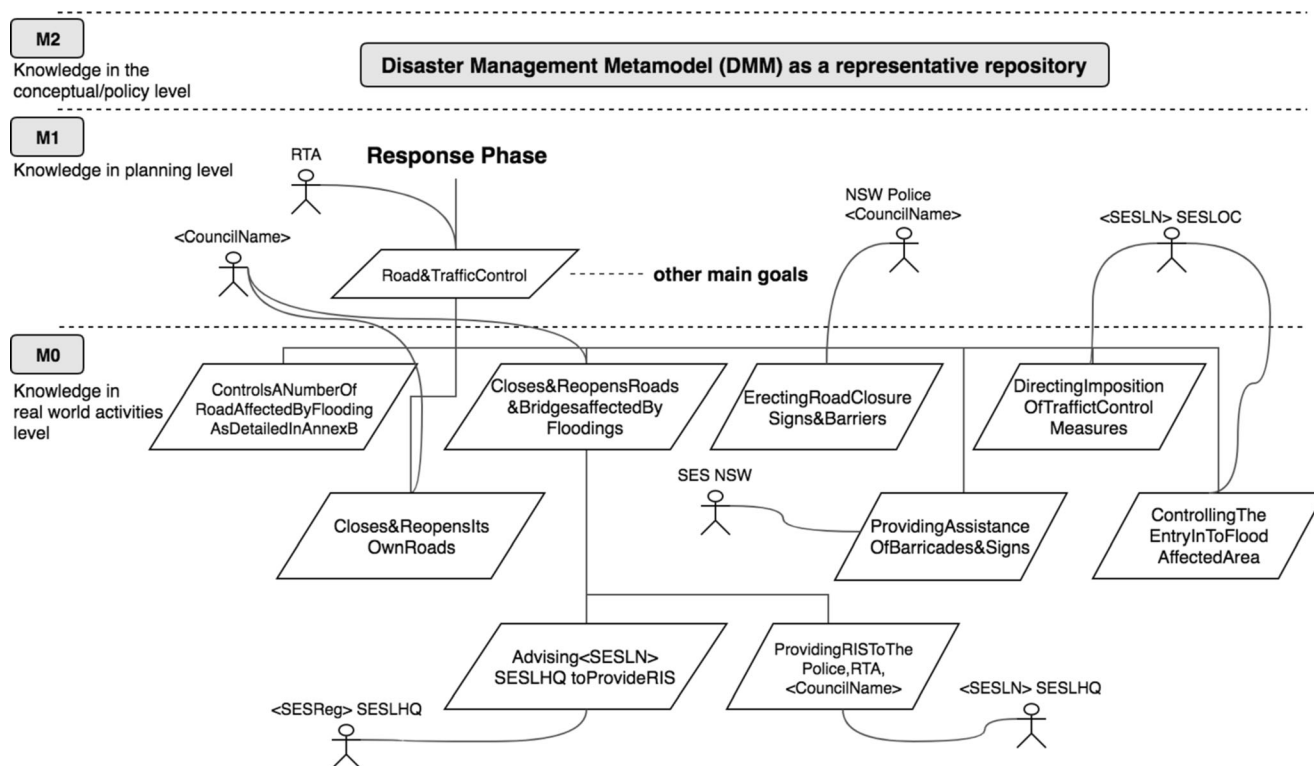 M2
Knowledge in the
conceptual/policy level
Disaster Management Metamodel (DMM) as a representative repository
M1
Knowledge in planning level
RTA
Response Phase
NSW Police
<CouncilName>
<SESLN> SESLOC
<CouncilName>
Road&TrafficControl
other main goals
M0
Knowledge in
real world activities
level
ControlsANumberOf
RoadAffectedByFlooding
AsDetailedInAnnexB
Closes&ReopensRoads
&BridgesaffectedBy
Floodings
ErectingRoadClosure
Signs&Barriers
DirectingImposition
OfTraffictControl
Measures
SES NSW
Closes&ReopensIts
OwnRoads
ProvidingAssistance
OfBarricades&Signs
ControllingThe
EntryInToFlood
AffectedArea
Advising<SESLN>
SESLHQ toProvideRIS
ProvidingRISToThe
Police,RTA,
<CouncilName>
<SESReg> SESLHQ
<SESLN> SESLHQ